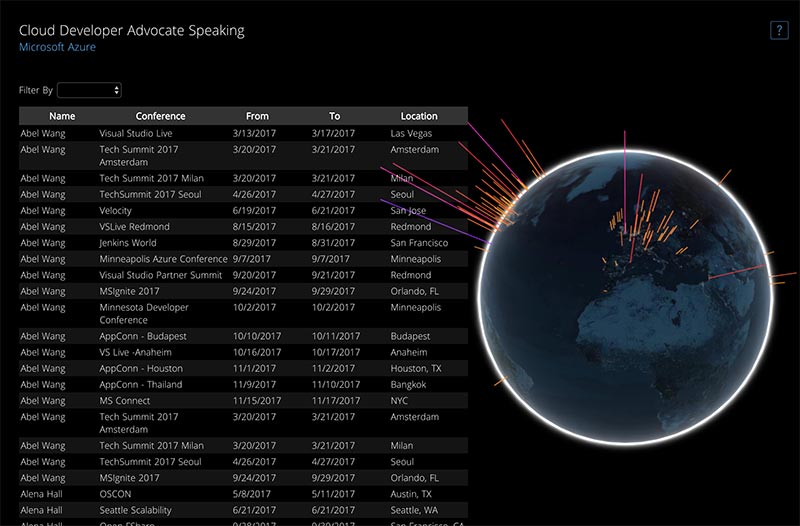 Cloud Developer Advocate Speaking
Microsoft Azure
?
Filter By
Name Conference From To Location
Abel Wang Visual Studio Live 3/13/2017 3/17/2017 Las Vegas
Abel Wang Tech Summit 2017 3/20/2017 3/21/2017 Amsterdam
Amsterdam
Abel Wang Tech Summit 2017 Milan 3/20/2017 3/21/2017 Milan
Abel Wang TechSummit 2017 Seoul 4/26/2017 4/27/2017 Seoul
Abel Wang Velocity 6/19/2017 6/21/2017 San Jose
Abel Wang VSLive Redmond 8/15/2017 8/16/2017 Redmond
Abel Wang Jenkins World 8/29/2017 8/31/2017 San Francisco
Abel Wang Minneapolis Azure Conference 9/7/2017 9/7/2017 Minneapolis
Abel Wang Visual Studio Partner Summit 9/20/2017 9/21/2017 Redmond
Abel Wang MSIgnite 2017 9/24/2017 9/29/2017 Orlando, FL
Abel Wang Minnesota Developer 10/2/2017 10/2/2017 Minneapolis
Conference
Abel Wang AppConn - Budapest 10/10/2017 10/11/2017 Budapest
Abel Wang VS Live -Anaheim 10/16/2017 10/17/2017 Anaheim
Abel Wang AppConn - Houston 11/1/2017 11/2/2017 Houston, TX
Abel Wang AppConn - Thailand 11/9/2017 11/10/2017 Bangkok
Abel Wang MS Connect 11/15/2017 11/17/2017 NYC
Abel Wang Tech Summit 2017 3/20/2017 3/21/2017 Amsterdam
Amsterdam
Abel Wang Tech Summit 2017 Milan 3/20/2017 3/21/2017 Milan
Abel Wang TechSummit 2017 Seoul 4/26/2017 4/27/2017 Seoul
Abel Wang MSIgnite 2017 9/24/2017 9/29/2017 Orlando, FL
Alena Hall OSCON 5/8/2017 5/11/2017 Austin, TX
Alena Hall Seattle Scalability 6/21/2017 6/21/2017 Seattle, WA
Alena Hall Open FSharp 9/28/2017 9/30/2017 San Francisco, CA